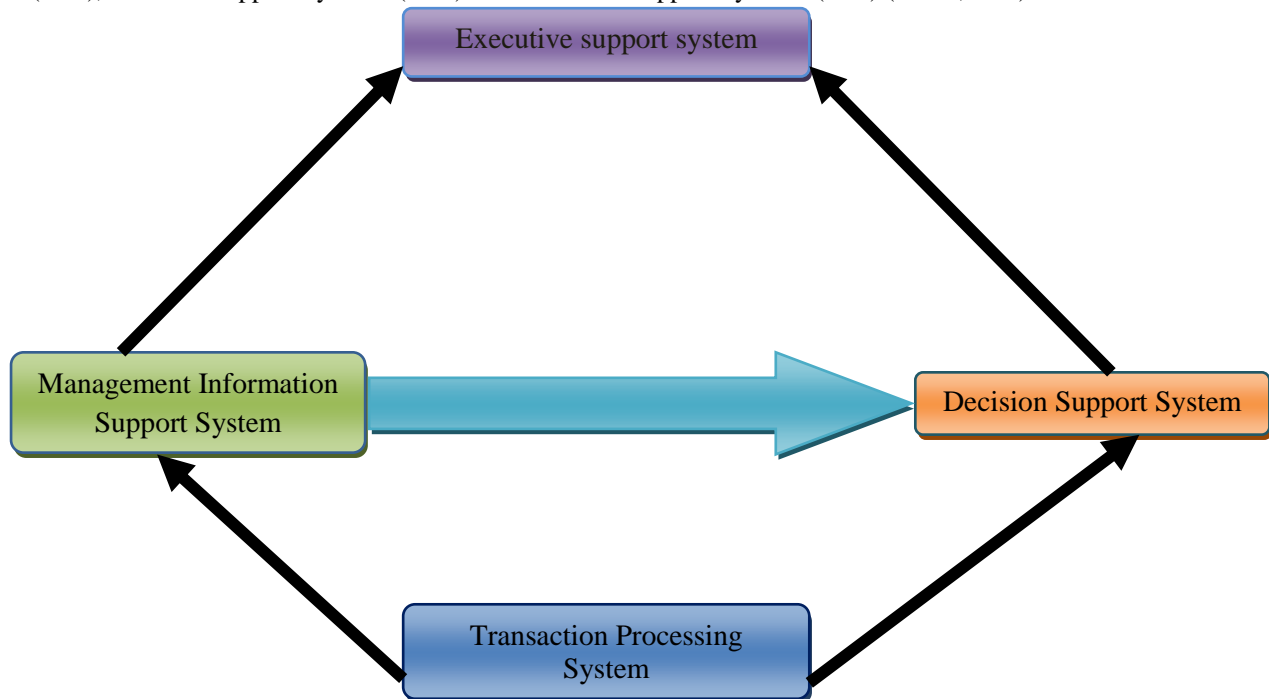 Executive support system
Management Information
Support System
Decision Support System
Transaction Processing
System